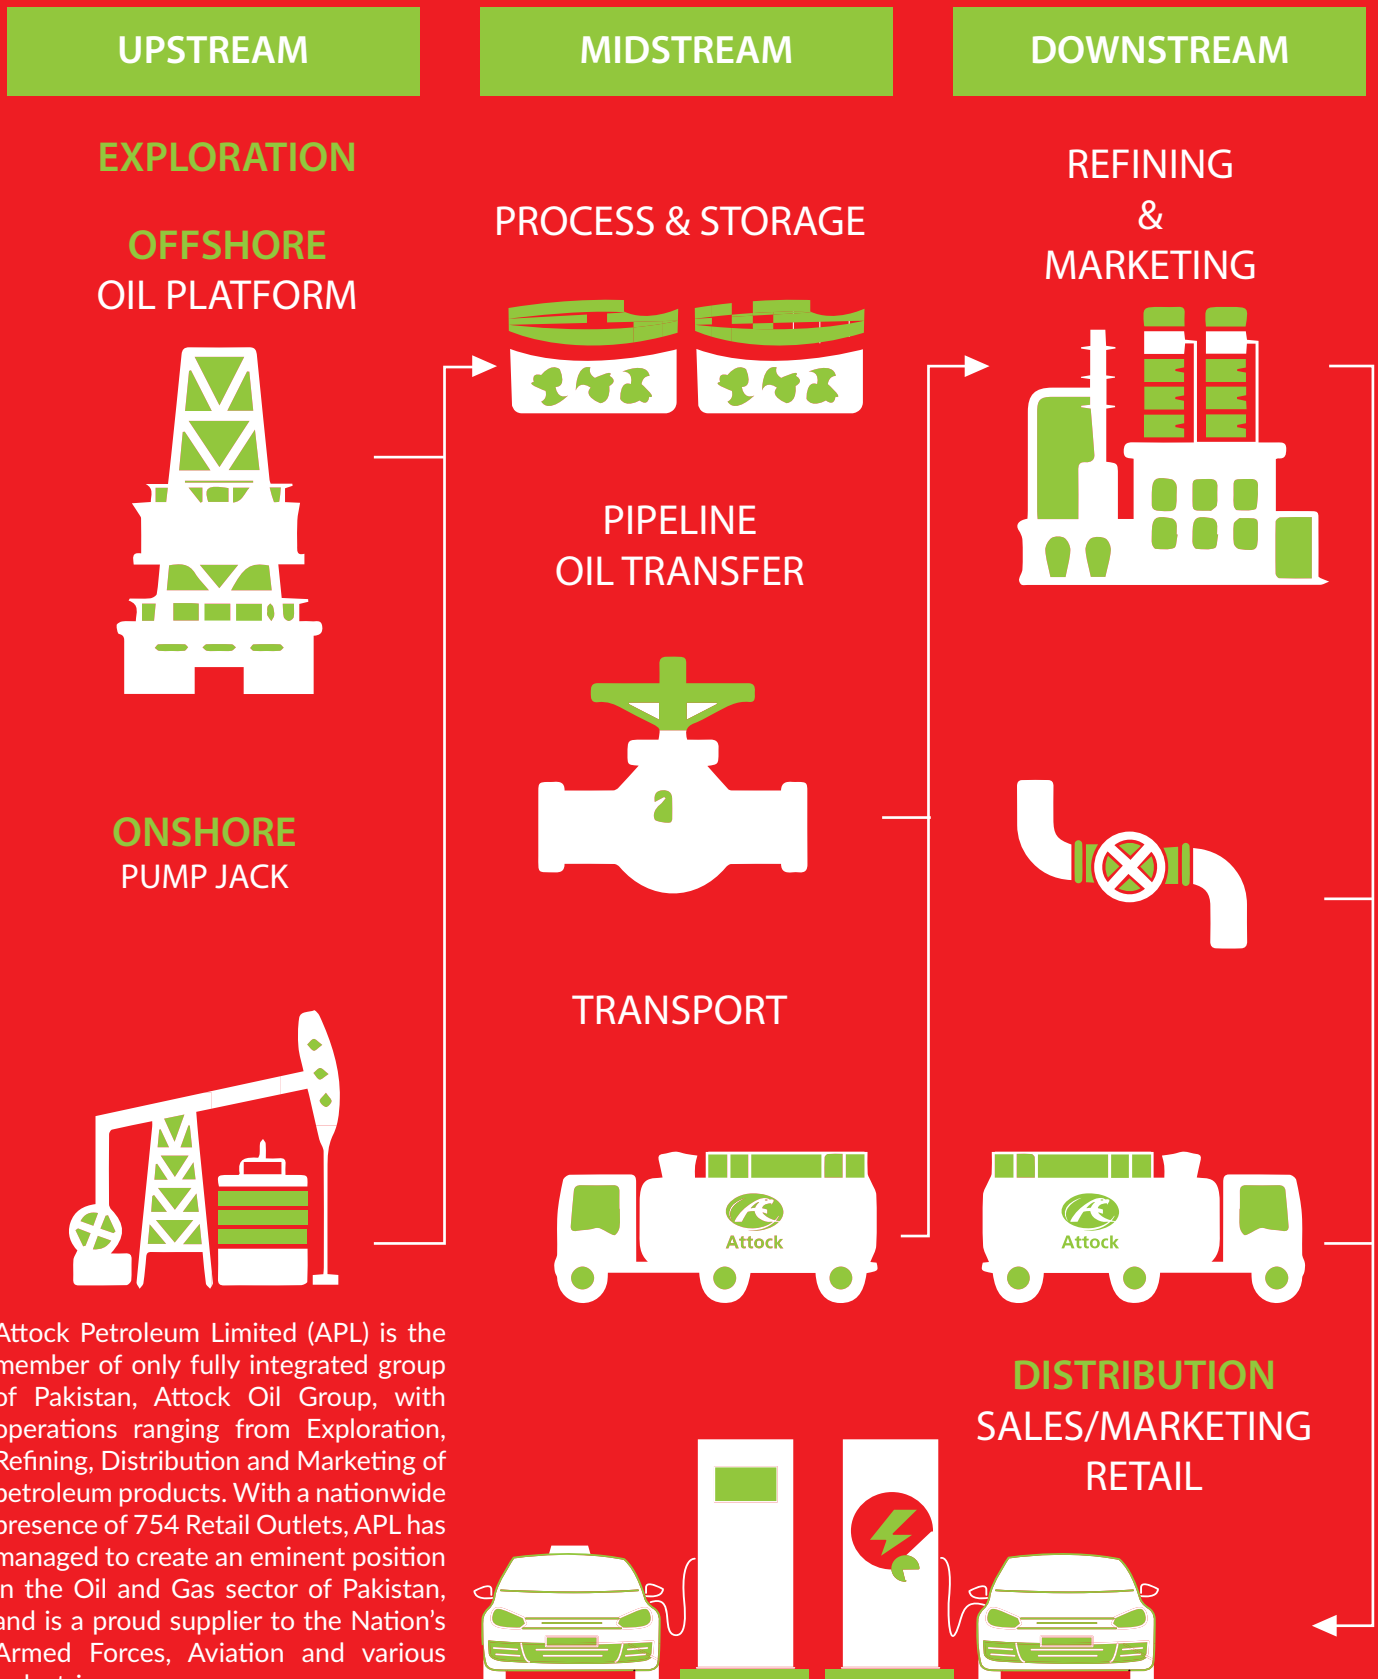 UPSTREAM
MIDSTREAM
DOWNSTREAM
EXPLORATION
OFFSHORE
OIL PLATFORM
ONSHORE
PUMP JACK
PROCESS & STORAGE
PIPELINE
OIL TRANSFER
TRANSPORT
Attock
REFINING
&
MARKETING
Attock
DISTRIBUTION
SALES/MARKETING
RETAIL
Attock Petroleum Limited (APL) is the
member of only fully integrated group
of Pakistan, Attock Oil Group, with
operations ranging from Exploration,
Refining, Distribution and Marketing of
petroleum products. With a nationwide
presence of 754 Retail Outlets, APL has
managed to create an eminent position
in the Oil and Gas sector of Pakistan,
and is a proud supplier to the Nation’s
Armed Forces, Aviation and various